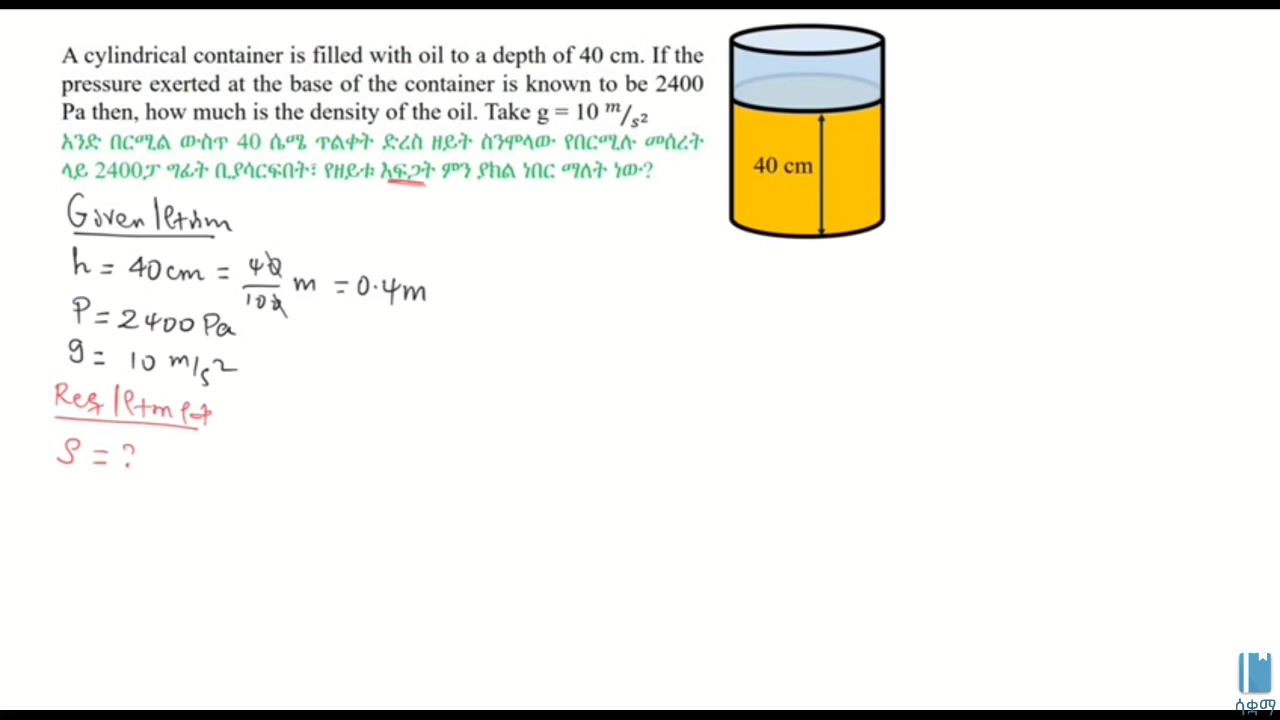 A cylindrical container is filled with oil to a depth of 40 cm. If the
pressure exerted at the base of the container is known to be 2400
Pa then, how much is the density of the oil. Take g = 10 m/s²
አንድ በርሚል ውስጥ 40 ሴሜ ጥልቀት ድረስ ዘይት ስንሞላው የበርሚሉ መሰረት
ላይ 2400ፓ ግፊት ቢያሳርፍበት፣ የዘይቱ እፍጋት ምን ያክል ነበር ማለት ነው?
40 cm
Given/የተሰጠ
h = 40cm = 40/100 m = 0.4m
P = 2400 Pa
g = 10 m/s²
Req/የተጠየቀ
ρ = ?
ሰቋማ